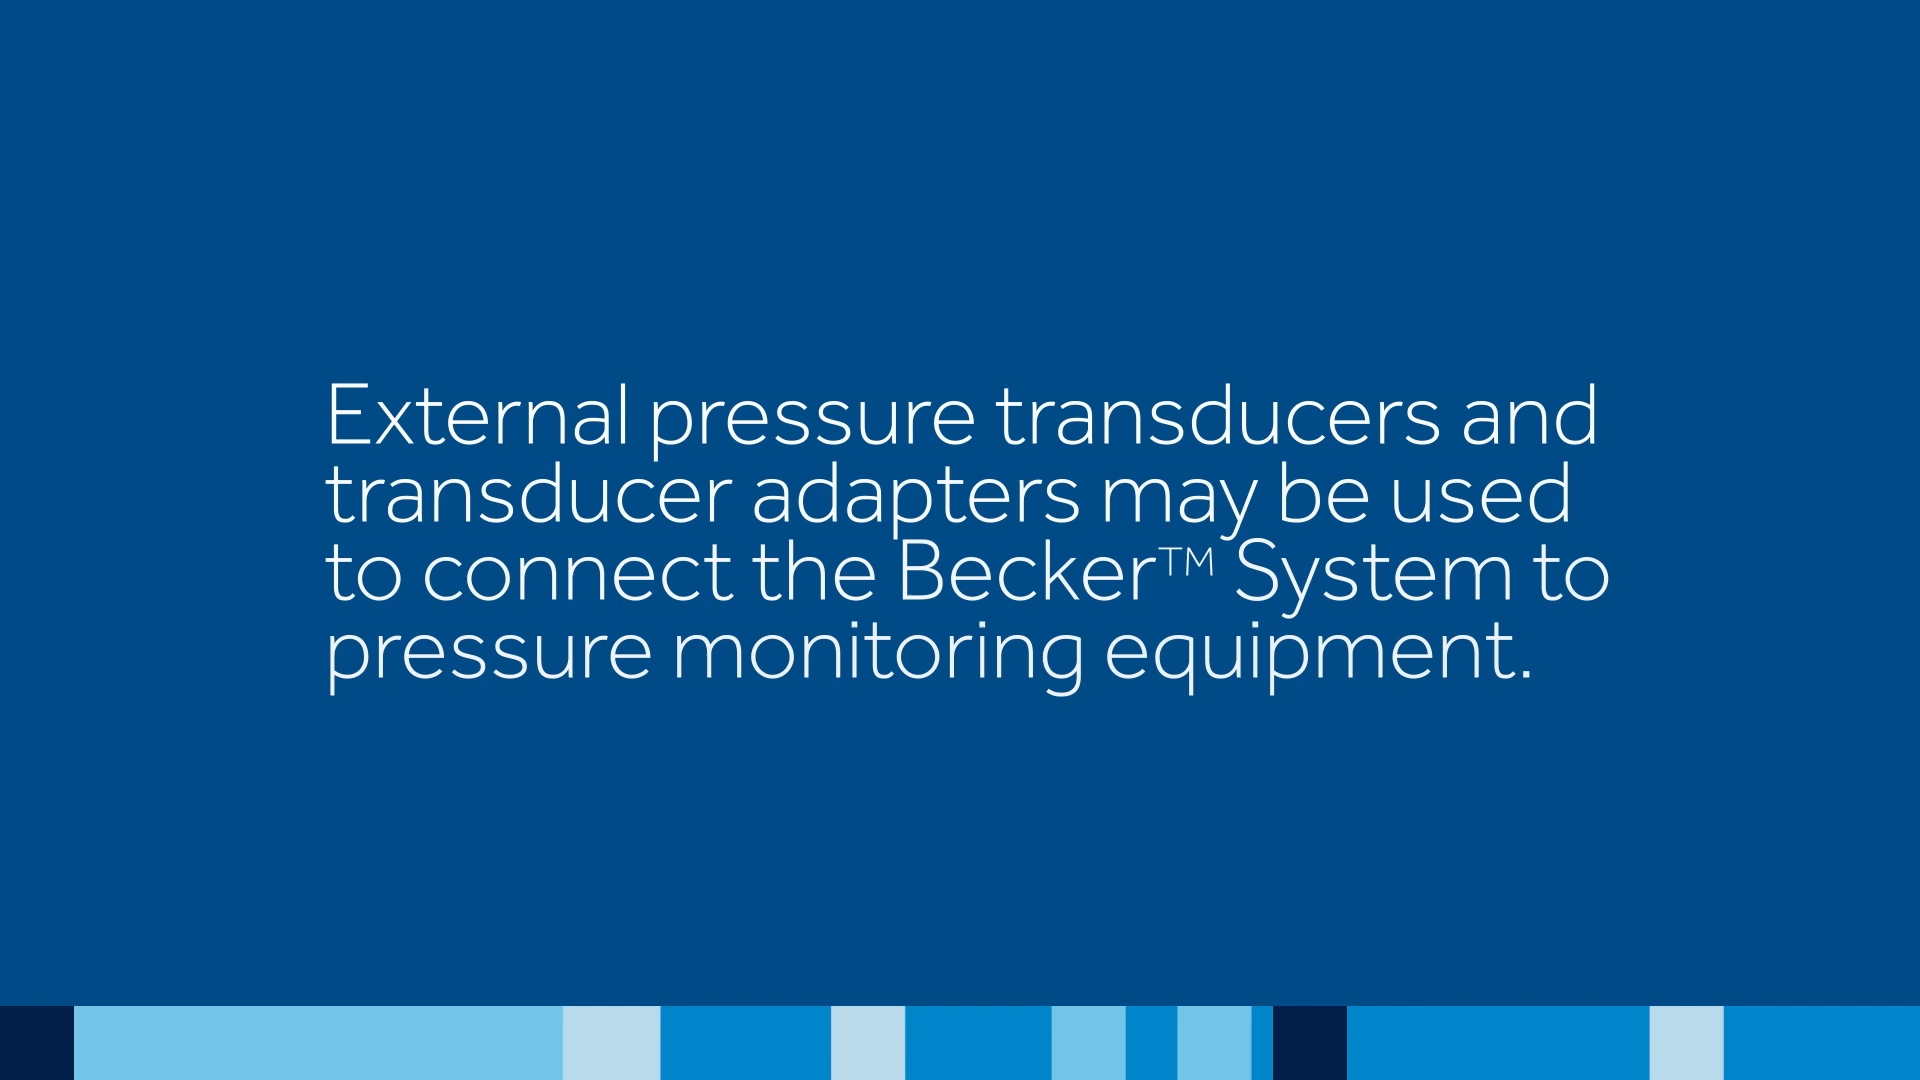 External pressure transducers and
transducer adapters may be used
to connect the Becker™ System to
pressure monitoring equipment.